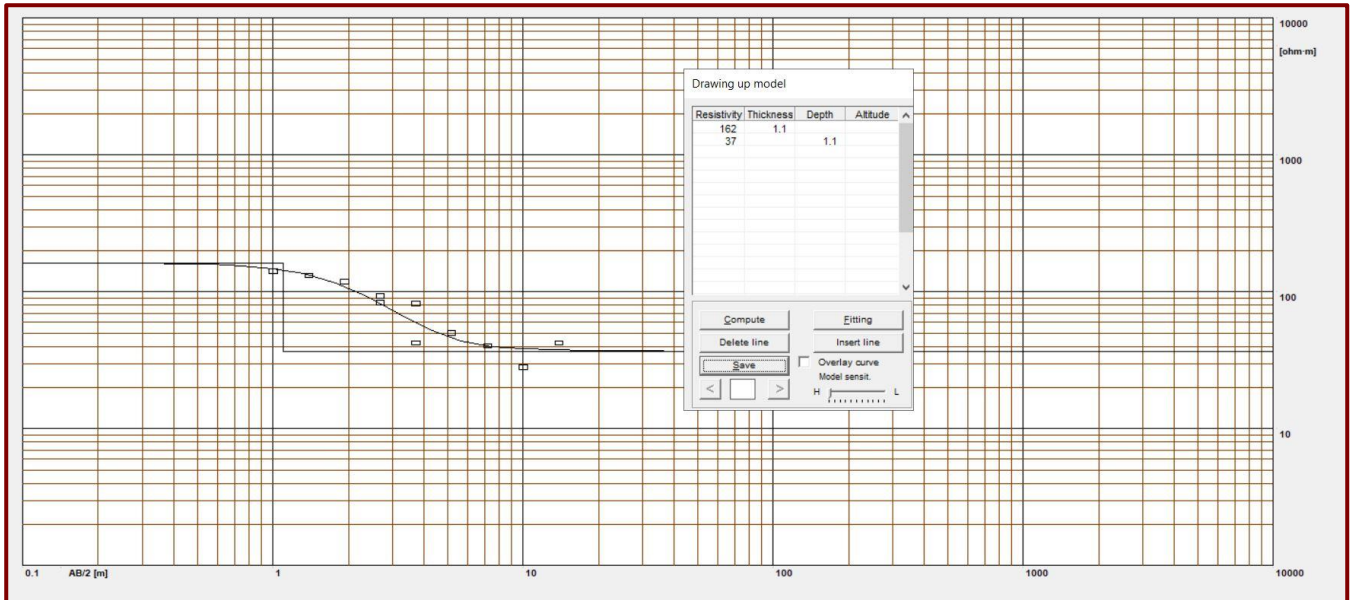 10000
[ohm·m]
Drawing up model
Resistivity Thickness Depth Altitude
162 1.1
37 1.1
1000
100
Compute Fitting
Delete line Insert line
Save Overlay curve
Model sensit.
< > H L
10
0.1 AB/2 [m] 1 10 100 1000 10000